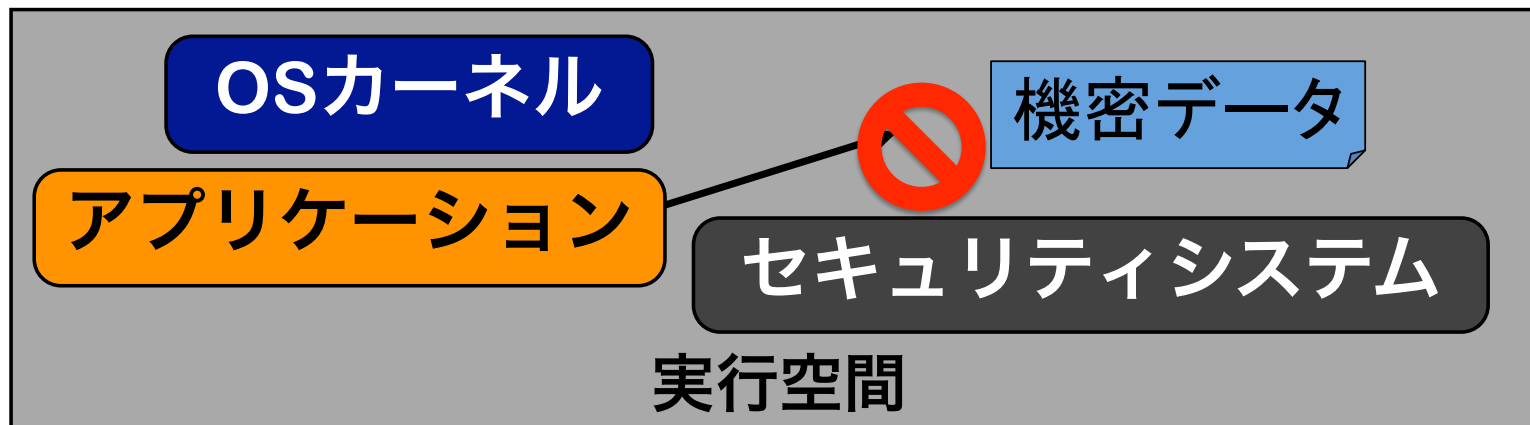 OSカーネル
機密データ
アプリケーション
セキュリティシステム
実行空間